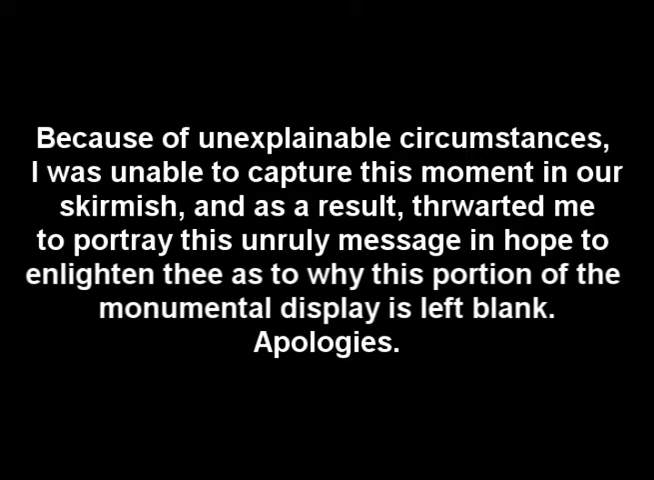 Because of unexplainable circumstances,
I was unable to capture this moment in our
skirmish, and as a result, thrwarted me
to portray this unruly message in hope to
enlighten thee as to why this portion of the
monumental display is left blank.
Apologies.